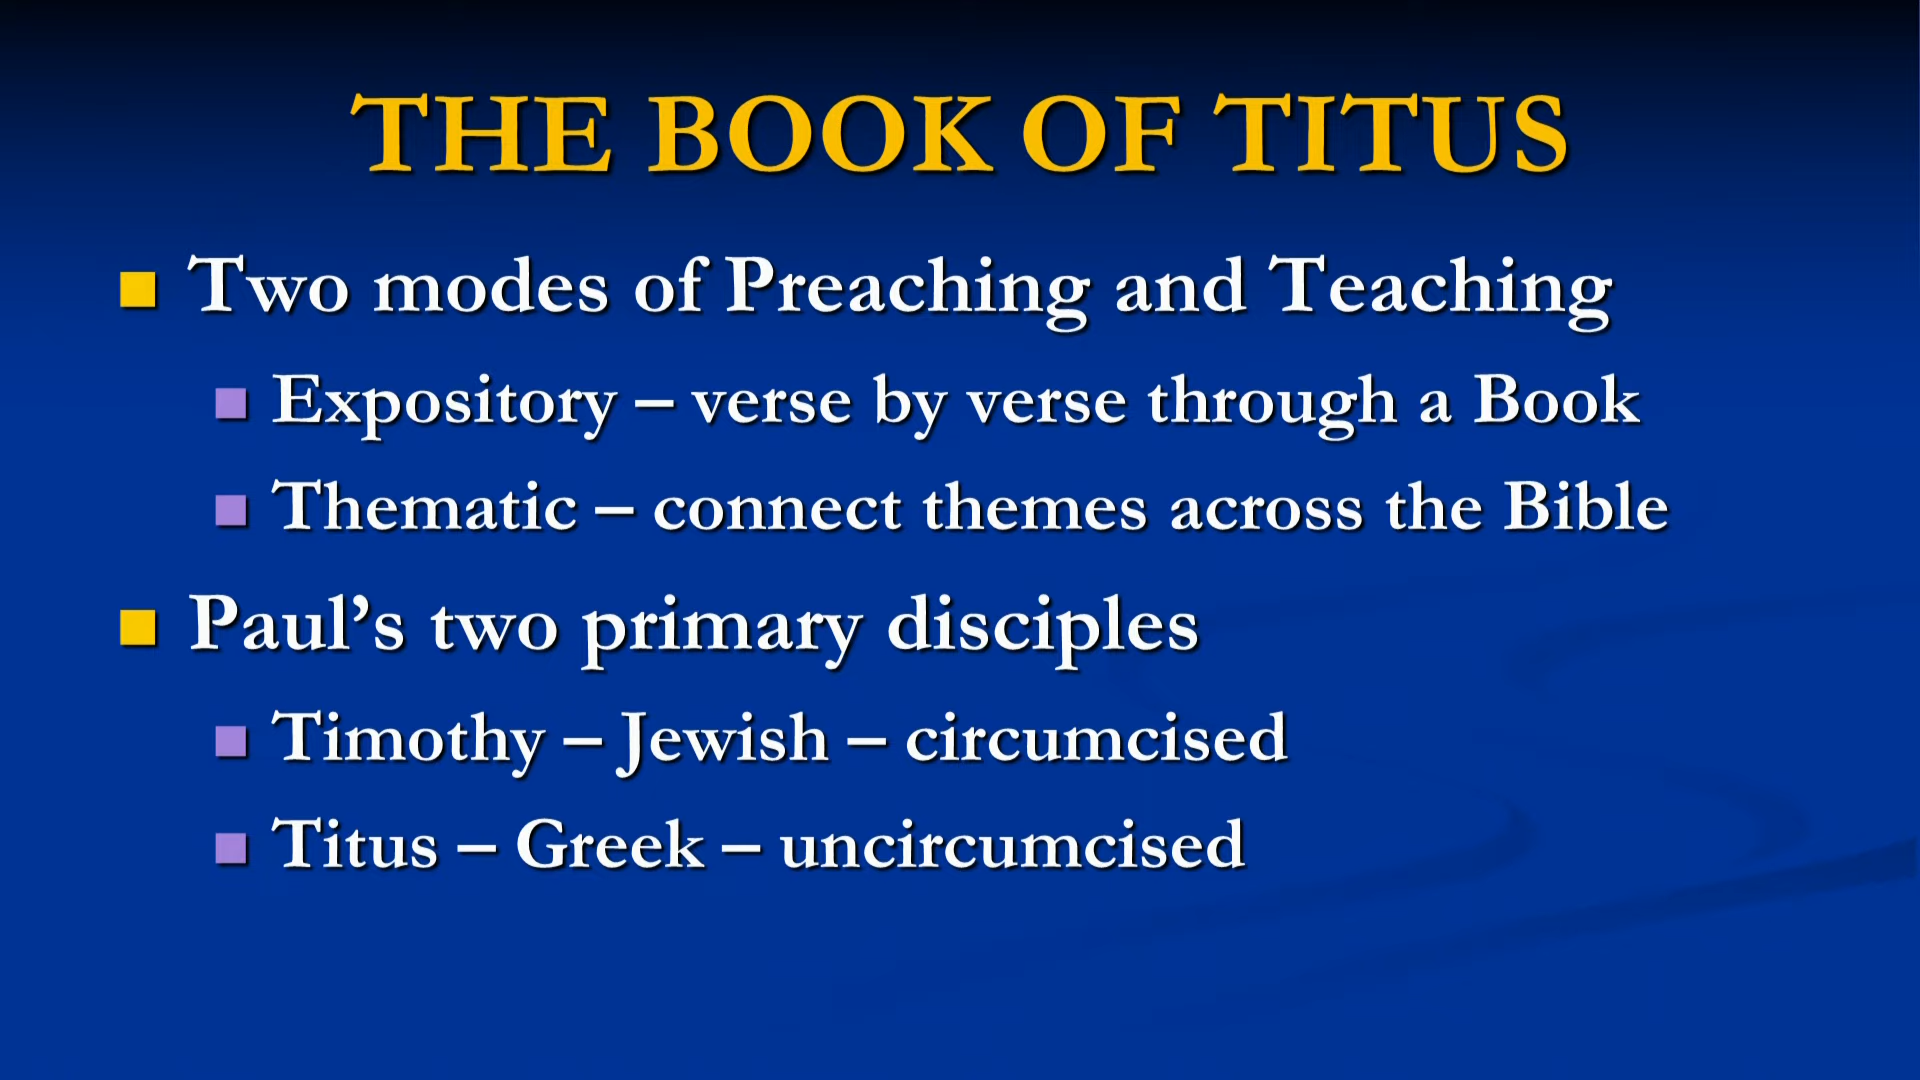 THE BOOK OF TITUS
Two modes of Preaching and Teaching
Expository – verse by verse through a Book
Thematic – connect themes across the Bible
Paul’s two primary disciples
Timothy – Jewish – circumcised
Titus – Greek – uncircumcised